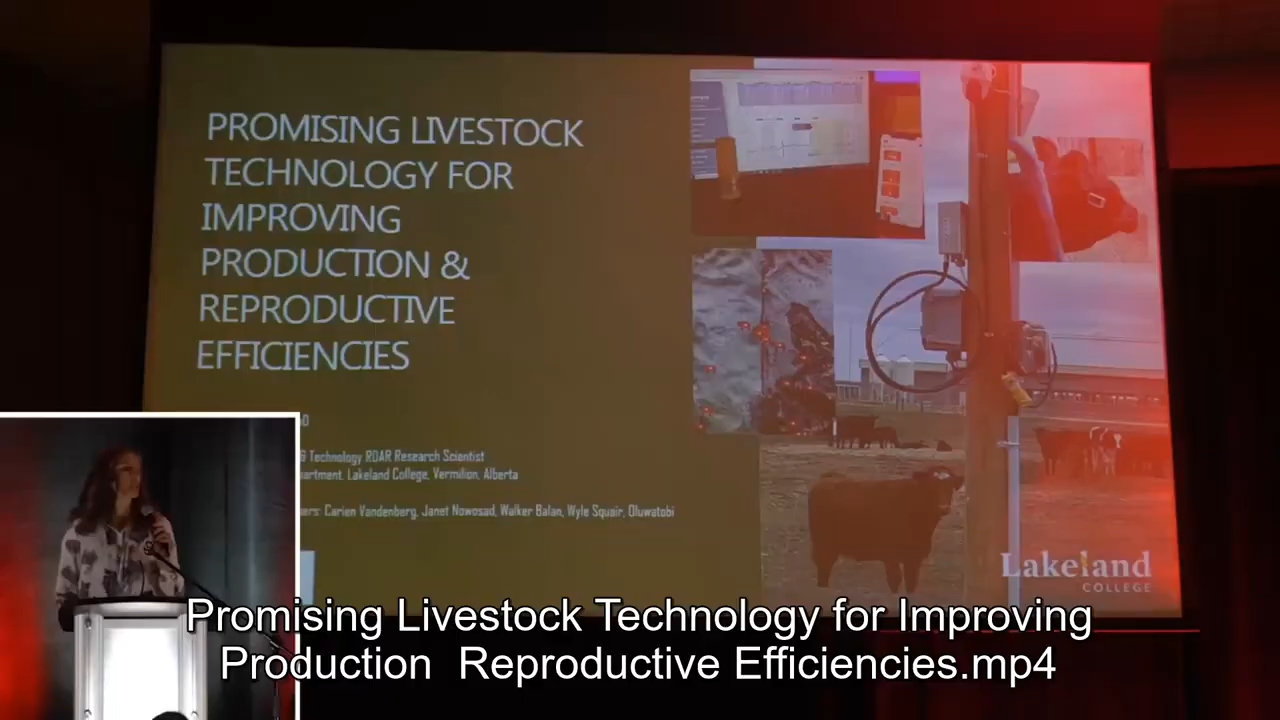 PROMISING LIVESTOCK
TECHNOLOGY FOR
IMPROVING
PRODUCTION &
REPRODUCTIVE
EFFICIENCIES
Technology RDAR Research Scientist
Lakeland College, Vermilion, Alberta
Carien Vandenberg, Janet Nowosad, Walker Balan, Wyle Squair, Oluwatobi
Lakeland
COLLEGE
Promising Livestock Technology for Improving
Production Reproductive Efficiencies.mp4